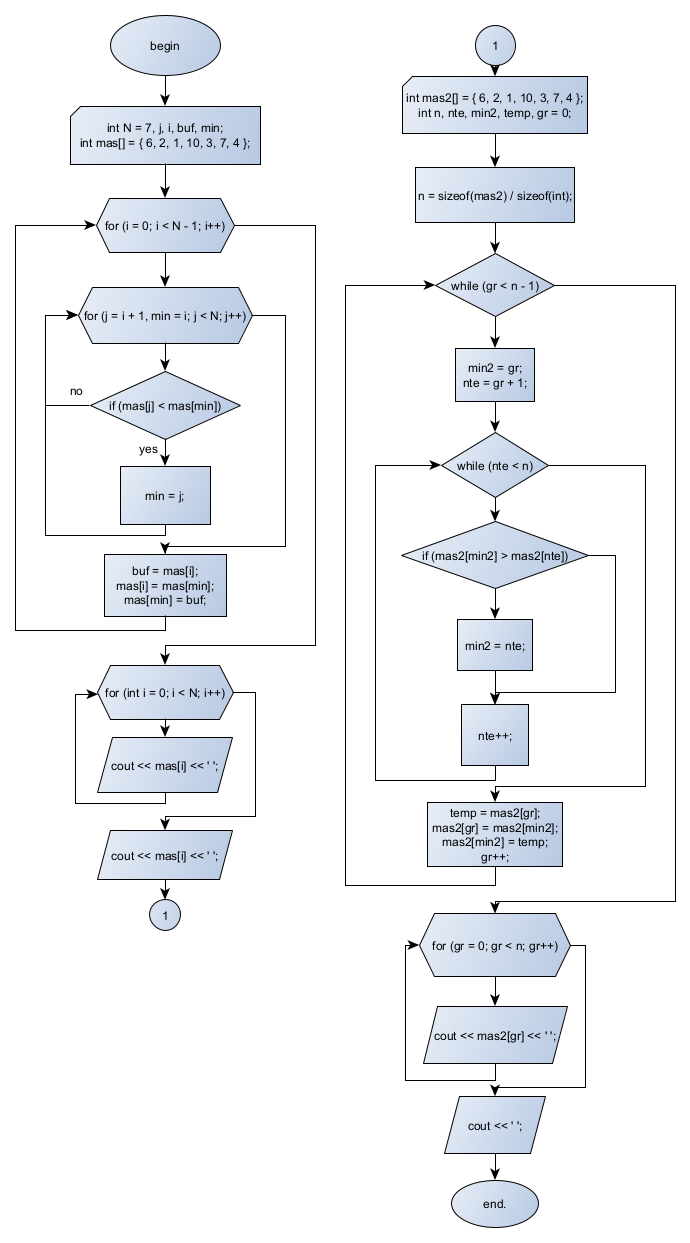 begin
int N = 7, j, i, buf, min;
int mas[] = { 6, 2, 1, 10, 3, 7, 4 };
for (i = 0; i < N - 1; i++)
for (j = i + 1, min = i; j < N; j++)
no
if (mas[j] < mas[min])
yes
min = j;
buf = mas[i];
mas[i] = mas[min];
mas[min] = buf;
for (int i = 0; i < N; i++)
cout << mas[i] << ' ';
cout << mas[i] << ' ';
1
1
int mas2[] = { 6, 2, 1, 10, 3, 7, 4 };
int n, nte, min2, temp, gr = 0;
n = sizeof(mas2) / sizeof(int);
while (gr < n - 1)
min2 = gr;
nte = gr + 1;
while (nte < n)
if (mas2[min2] > mas2[nte])
min2 = nte;
nte++;
temp = mas2[gr];
mas2[gr] = mas2[min2];
mas2[min2] = temp;
gr++;
for (gr = 0; gr < n; gr++)
cout << mas2[gr] << ' ';
cout << ' ';
end.